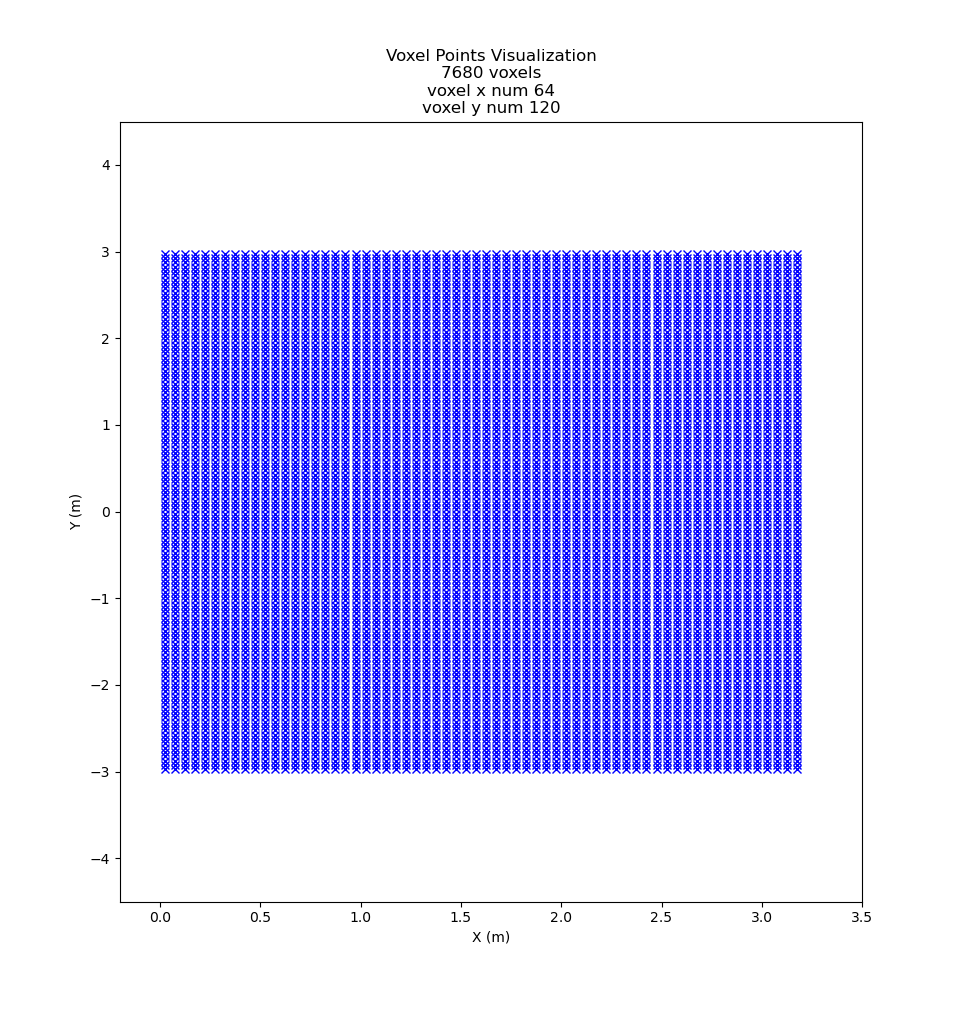 Voxel Points Visualization
7680 voxels
voxel x num 64
voxel y num 120
4
3
2
1
0
−1
−2
−3
−4
Y (m)
0.0 0.5 1.0 1.5 2.0 2.5 3.0 3.5
X (m)